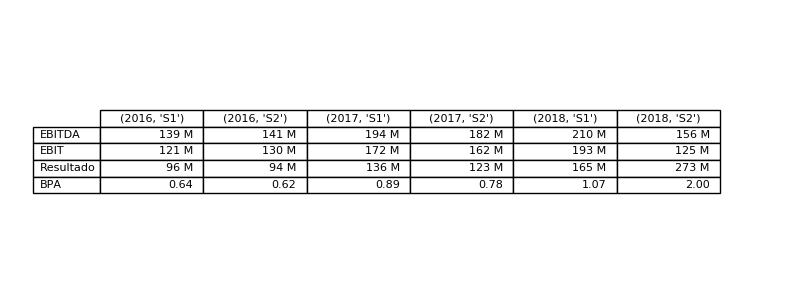 (2016, 'S1') (2016, 'S2') (2017, 'S1') (2017, 'S2') (2018, 'S1') (2018, 'S2')
EBITDA 139 M 141 M 194 M 182 M 210 M 156 M
EBIT 121 M 130 M 172 M 162 M 193 M 125 M
Resultado 96 M 94 M 136 M 123 M 165 M 273 M
BPA 0.64 0.62 0.89 0.78 1.07 2.00